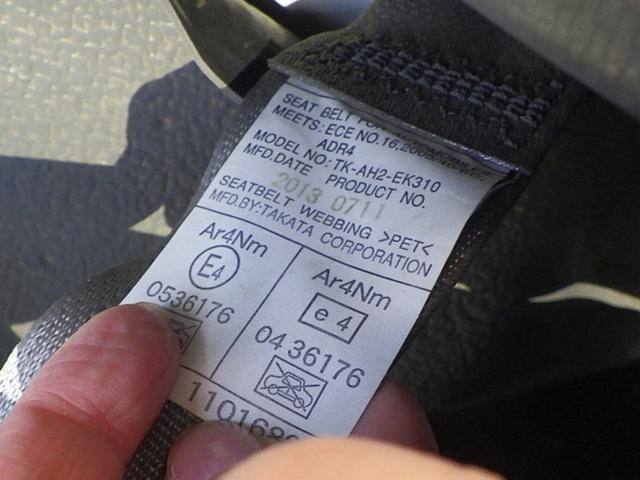 SEAT BELT FOR
MEETS: ECE NO.16,
ADR4
MODEL NO: TK-AH2-EK310
MFD.DATE PRODUCT NO.
2013 0711
SEATBELT WEBBING >PET<
MFD.BY:TAKATA CORPORATION
Ar4Nm
E4
0536176
Ar4Nm
e 4
04 36176